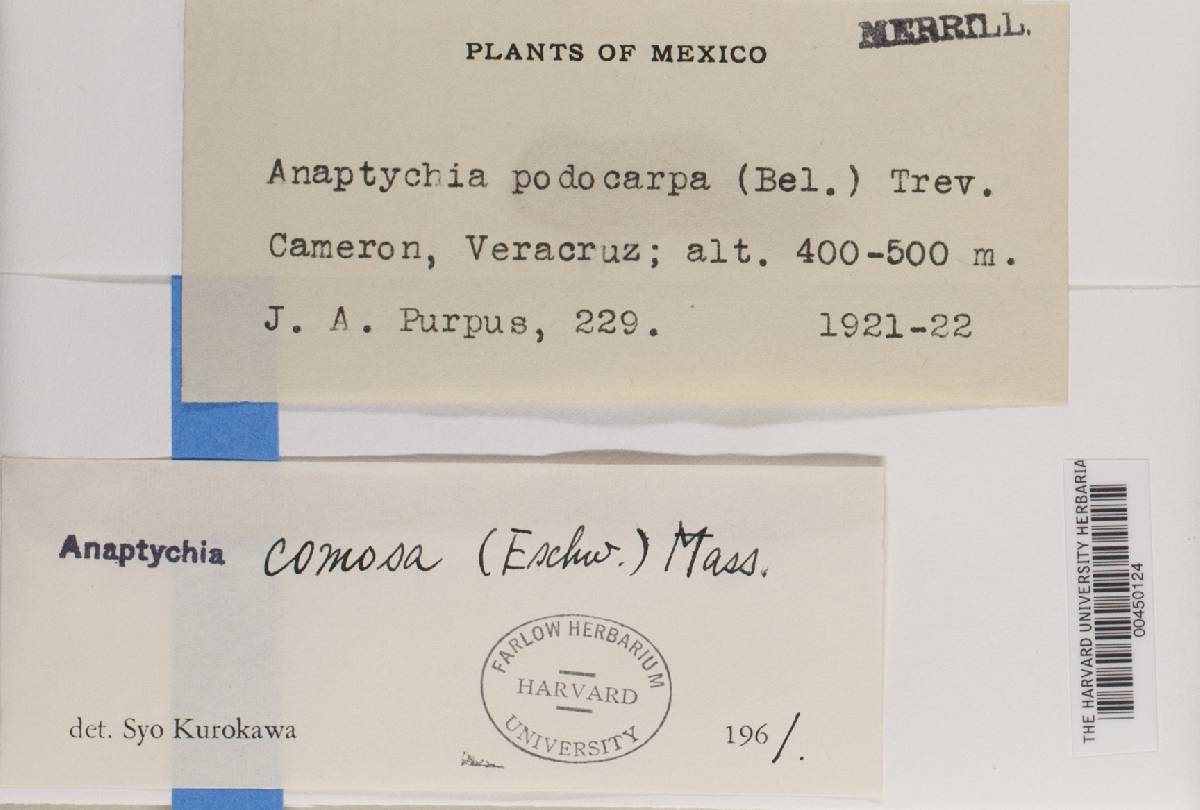 PLANTS OF MEXICO
MERRILL.
Anaptychia podocarpa (Bel.) Trev.
Cameron, Veracruz; alt. 400-500 m.
J. A. Purpus, 229. 1921-22
Anaptychia comosa (Eschw.) Mass.
FARLOW HERBARIUM
HARVARD
UNIVERSITY
det. Syo Kurokawa
1961.
THE HARVARD UNIVERSITY HERBARIA
00450124